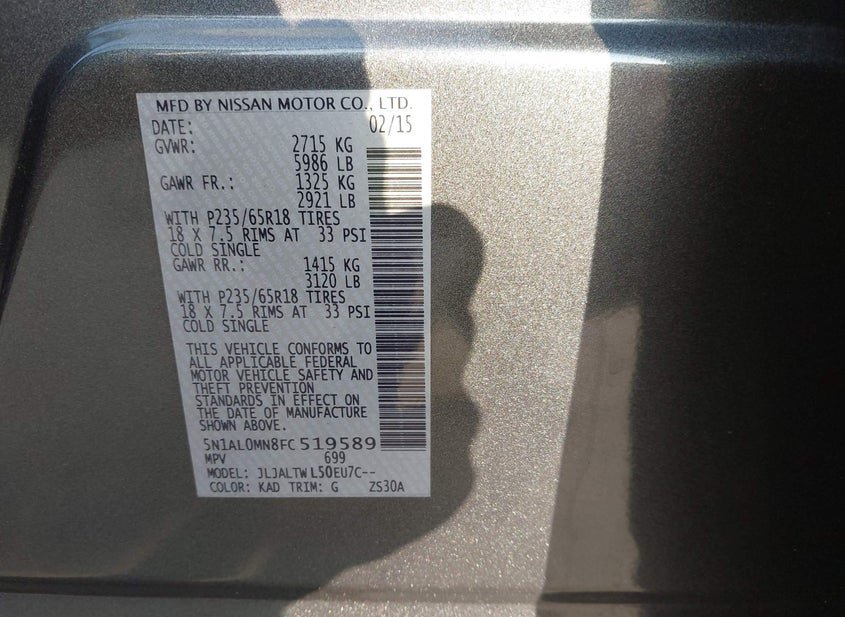 MFD BY NISSAN MOTOR CO., LTD.
DATE: 02/15
GVWR: 2715 KG
5986 LB
GAWR FR.: 1325 KG
2921 LB
WITH P235/65R18 TIRES
18 X 7.5 RIMS AT 33 PSI
COLD SINGLE
GAWR RR.: 1415 KG
3120 LB
WITH P235/65R18 TIRES
18 X 7.5 RIMS AT 33 PSI
COLD SINGLE
THIS VEHICLE CONFORMS TO
ALL APPLICABLE FEDERAL
MOTOR VEHICLE SAFETY AND
THEFT PREVENTION
STANDARDS IN EFFECT ON
THE DATE OF MANUFACTURE
SHOWN ABOVE.
5N1AL0MN8FC519589
MPV 699
MODEL: JLJALTWL50EU7C--
COLOR: KAD TRIM: G ZS30A